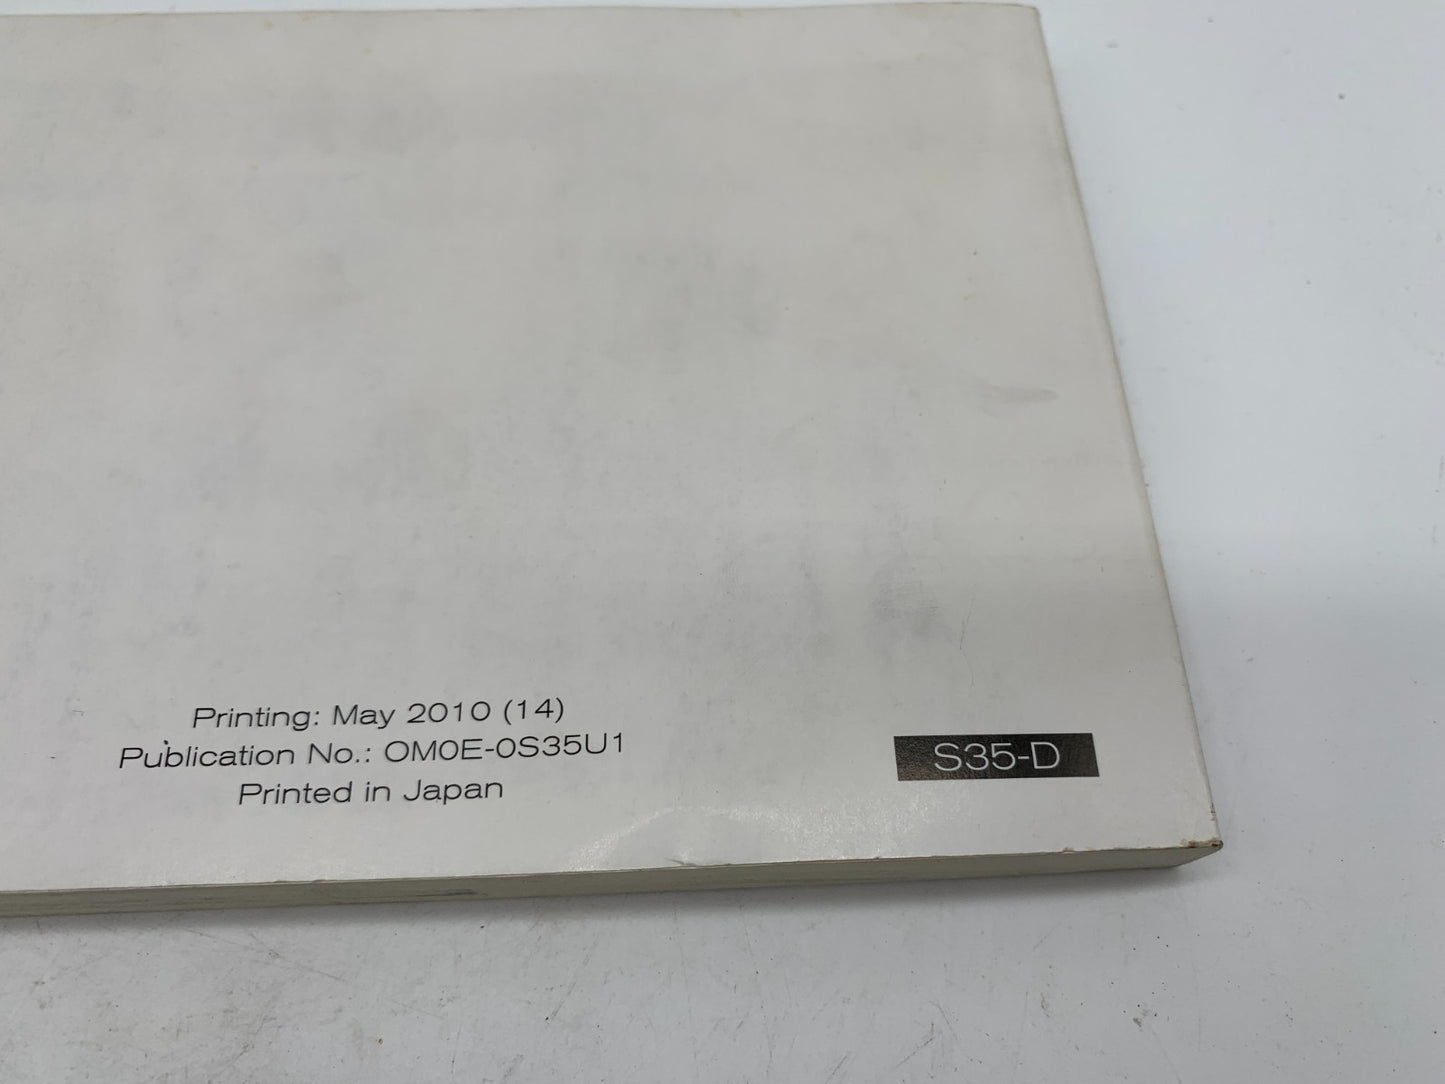 Printing: May 2010 (14)
Publication No.: OM0E-0S35U1
Printed in Japan
S35-D